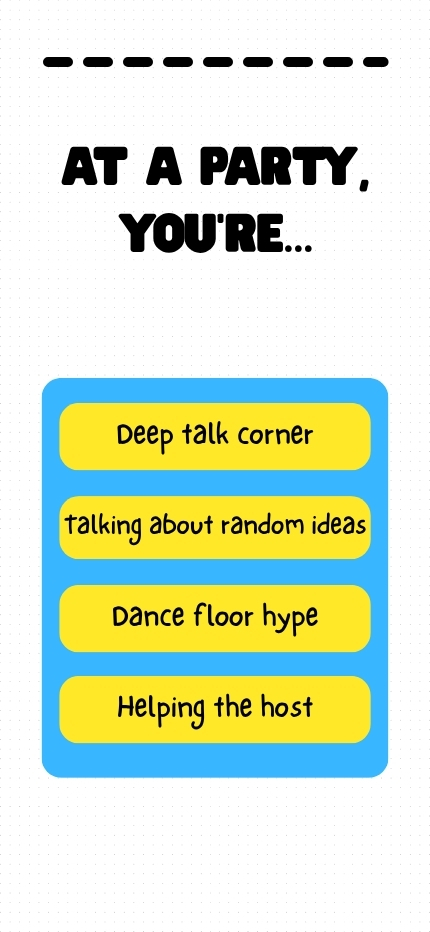 AT A PARTY,
YOU'RE...
Deep talk corner
Talking about random ideas
Dance floor hype
Helping the host